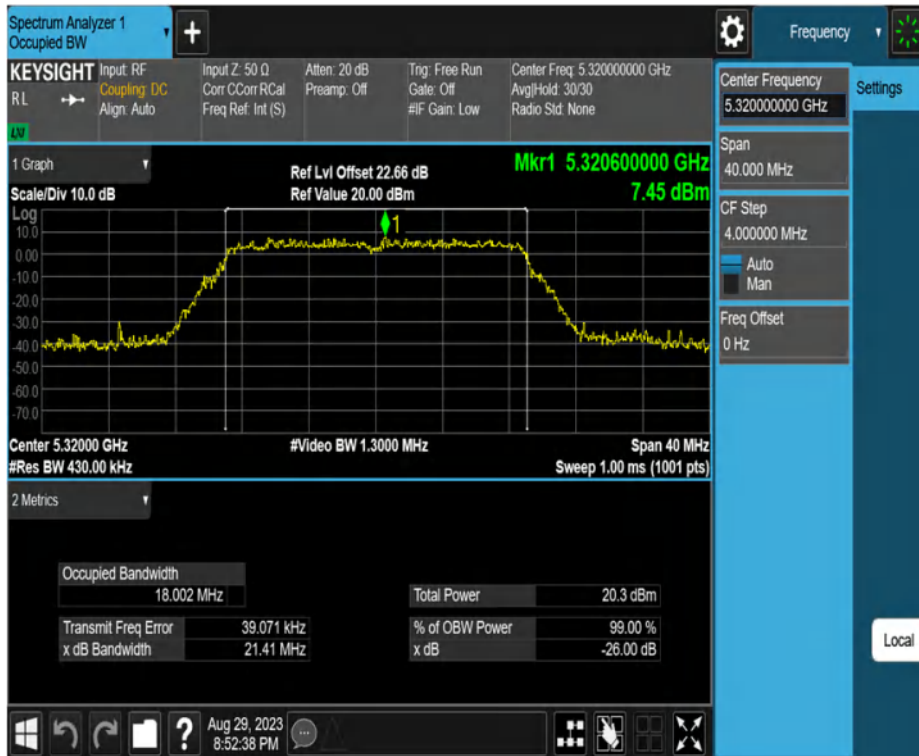 Spectrum Analyzer 1
Occupied BW
Frequency
KEYSIGHT
RL
LXI
Input: RF
Coupling: DC
Align: Auto
Input Z: 50 Ω
Corr CCorr RCal
Freq Ref: Int (S)
Atten: 20 dB
Preamp: Off
Trig: Free Run
Gate: Off
#IF Gain: Low
Center Freq: 5.320000000 GHz
Avg|Hold: 30/30
Radio Std: None
Center Frequency
5.320000000 GHz
Settings
Span
40.000 MHz
CF Step
4.000000 MHz
Auto
Man
Freq Offset
0 Hz
1 Graph
Scale/Div 10.0 dB
Ref Lvl Offset 22.66 dB
Ref Value 20.00 dBm
Mkr1 5.320600000 GHz
7.45 dBm
Log
10.0
0.00
-10.0
-20.0
-30.0
-40.0
-50.0
-60.0
-70.0
1
Center 5.32000 GHz
#Video BW 1.3000 MHz
Span 40 MHz
#Res BW 430.00 kHz
Sweep 1.00 ms (1001 pts)
2 Metrics
Occupied Bandwidth
18.002 MHz
Total Power 20.3 dBm
Transmit Freq Error 39.071 kHz
% of OBW Power 99.00 %
x dB Bandwidth 21.41 MHz
x dB -26.00 dB
Local
Aug 29, 2023
8:52:38 PM